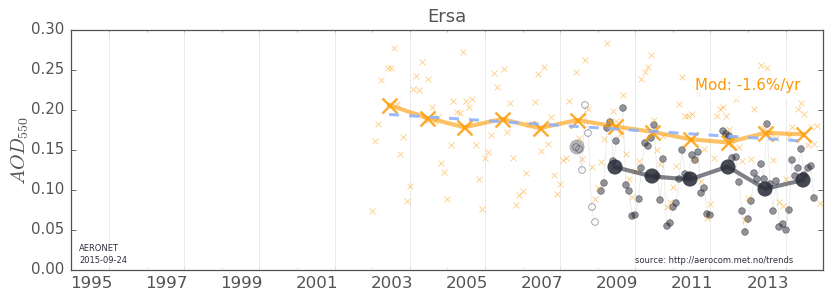 Ersa
0.30
0.25
0.20
0.15
0.10
0.05
0.00
AOD550
Mod: -1.6%/yr
AERONET
2015-09-24
source: http://aerocom.met.no/trends
1995 1997 1999 2001 2003 2005 2007 2009 2011 2013